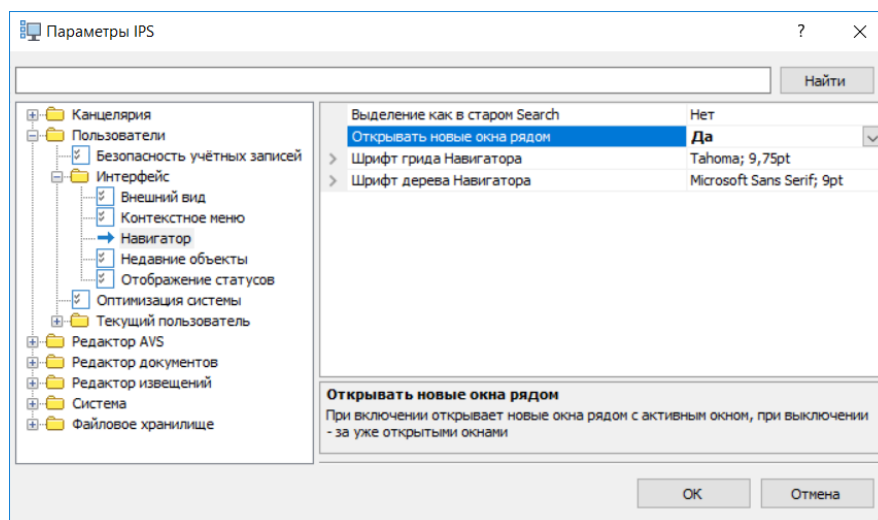 Параметры IPS
?
Найти
Канцелярия
Пользователи
Безопасность учётных записей
Интерфейс
Внешний вид
Контекстное меню
Навигатор
Недавние объекты
Отображение статусов
Оптимизация системы
Текущий пользователь
Редактор AVS
Редактор документов
Редактор извещений
Система
Файловое хранилище
Выделение как в старом Search Нет
Открывать новые окна рядом Да
Шрифт грида Навигатора Tahoma; 9,75pt
Шрифт дерева Навигатора Microsoft Sans Serif; 9pt
Открывать новые окна рядом
При включении открывает новые окна рядом с активным окном, при выключении
- за уже открытыми окнами
ОК
Отмена